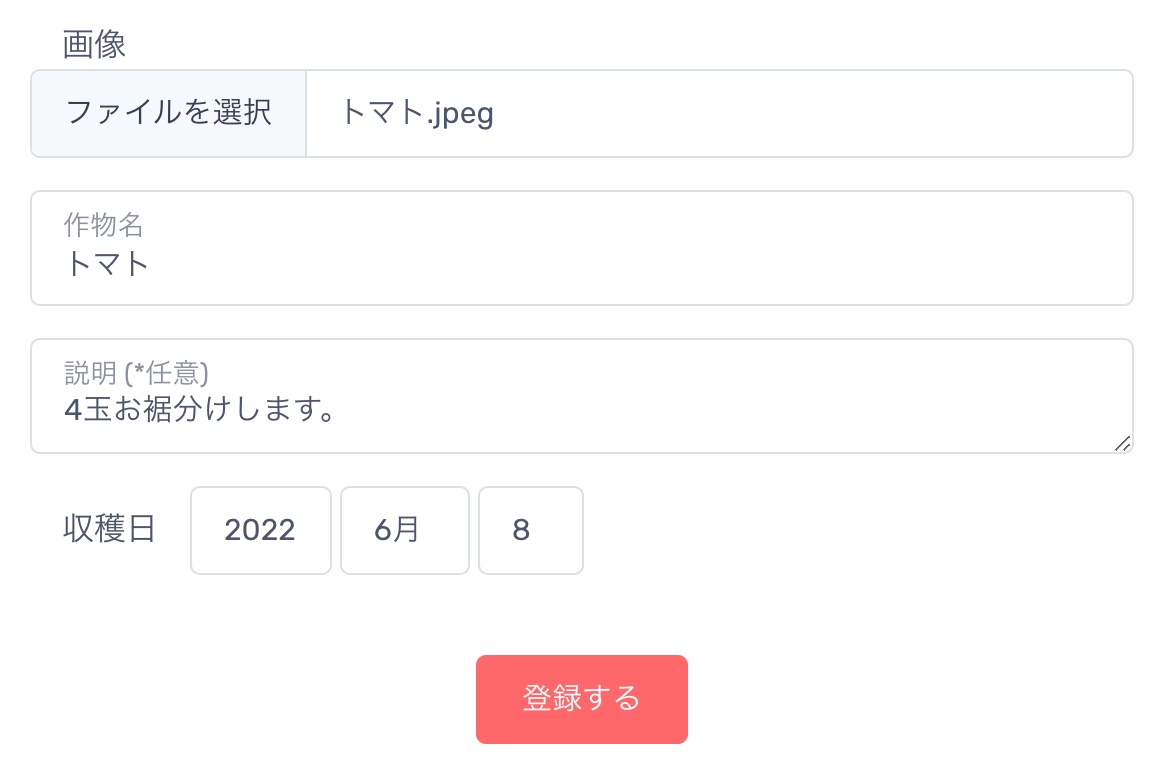 画像
ファイルを選択 トマト.jpeg
作物名
トマト
説明 (*任意)
4玉お裾分けします。
収穫日 2022 6月 8
登録する